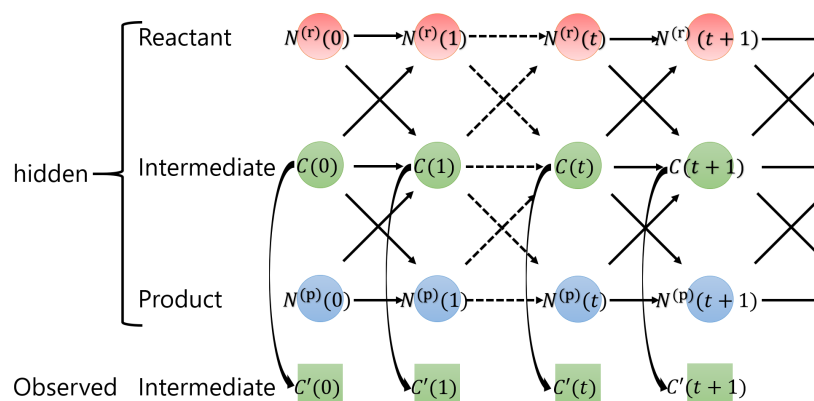 Reactant N⁽ʳ⁾(0) N⁽ʳ⁾(1) N⁽ʳ⁾(t) N⁽ʳ⁾(t + 1)
hidden Intermediate C(0) C(1) C(t) C(t + 1)
Product N⁽ᵖ⁾(0) N⁽ᵖ⁾(1) N⁽ᵖ⁾(t) N⁽ᵖ⁾(t + 1)
Observed Intermediate C′(0) C′(1) C′(t) C′(t + 1)